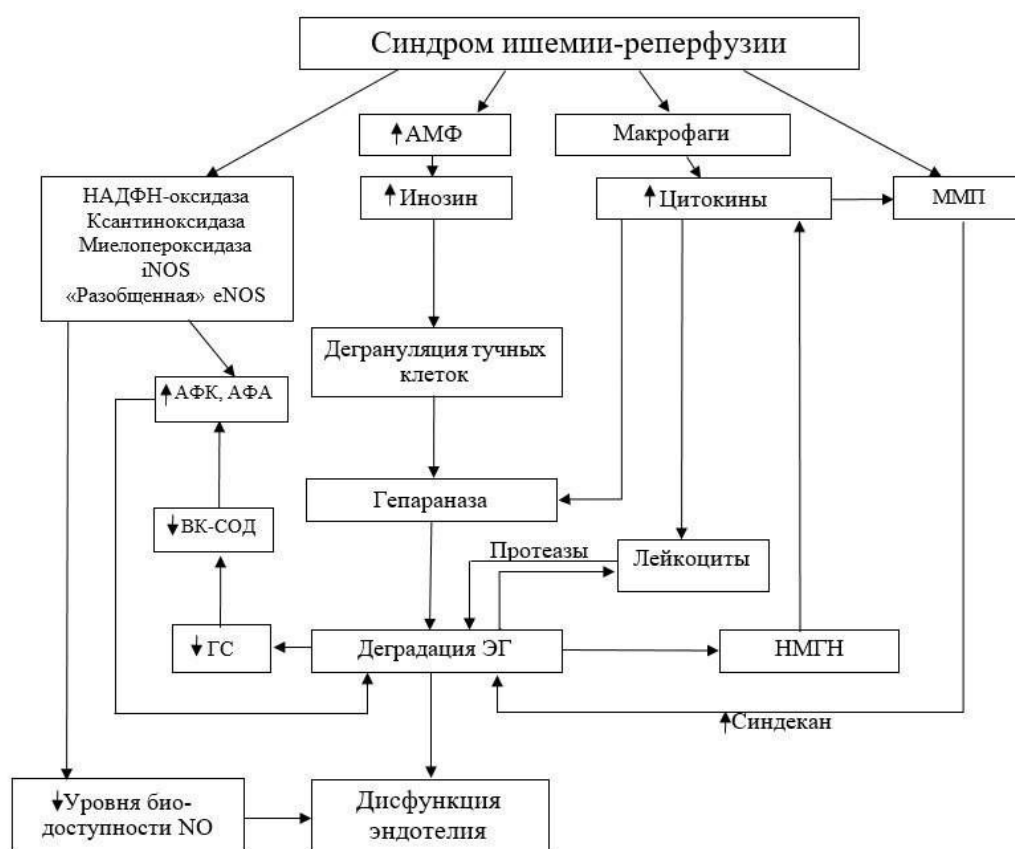 Синдром ишемии-реперфузии
↑АМФ
Макрофаги
НАДФН-оксидаза
Ксантиноксидаза
Миелопероксидаза
iNOS
«Разобщенная» eNOS
↑Инозин
↑Цитокины
ММП
Дегрануляция тучных
клеток
↑АФК, АФА
Гепараназа
↓ВК-СОД
Протеазы
Лейкоциты
↓ГС
Деградация ЭГ
НМГН
↑Синдекан
↓Уровня био-
доступности NO
Дисфункция
эндотелия